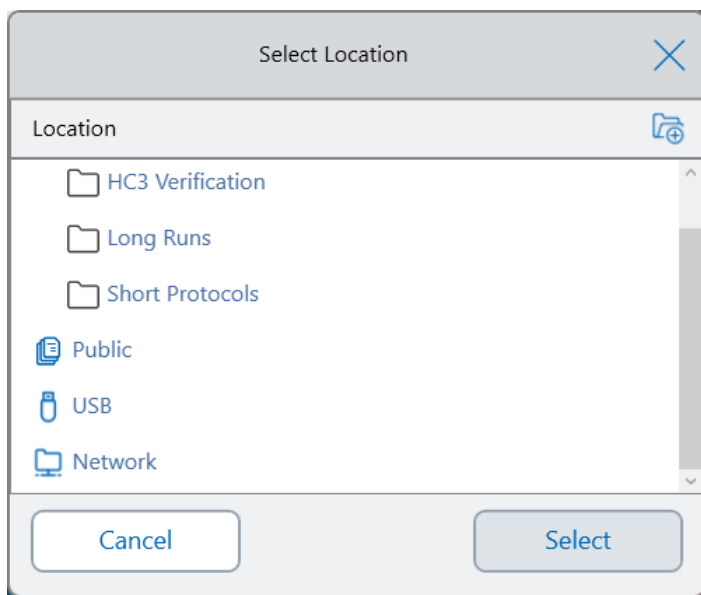 Select Location
Location
HC3 Verification
Long Runs
Short Protocols
Public
USB
Network
Cancel
Select